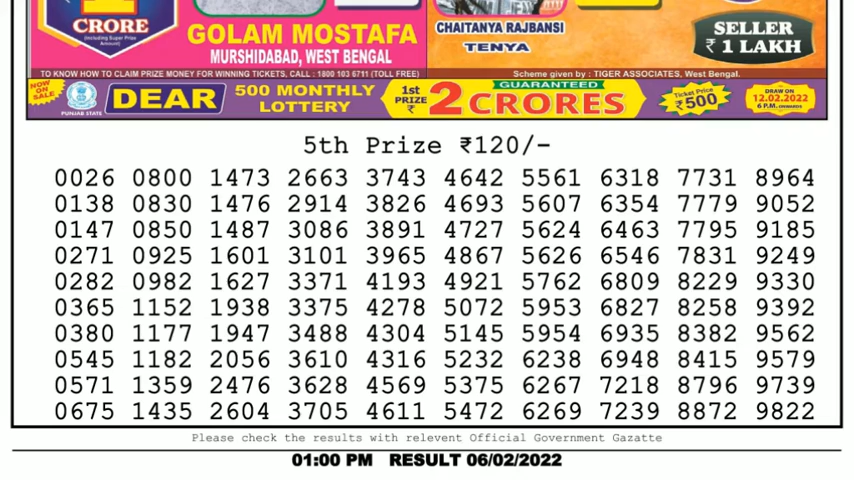 1
CRORE
(Including Super Prize Amount)
GOLAM MOSTAFA
MURSHIDABAD, WEST BENGAL
CHAITANYA RAJBANSI
TENYA
SELLER
₹ 1 LAKH
TO KNOW HOW TO CLAIM PRIZE MONEY FOR WINNING TICKETS, CALL : 1800 103 6711 (TOLL FREE)
Scheme given by : TIGER ASSOCIATES, West Bengal.
NOW ON SALE
PUNJAB STATE
DEAR
500 MONTHLY
LOTTERY
1st
PRIZE
₹
GUARANTEED
2 CRORES
Ticket Price
₹500
DRAW ON
12.02.2022
6 P.M. ONWARDS
5th Prize ₹120/-
0026 0800 1473 2663 3743 4642 5561 6318 7731 8964
0138 0830 1476 2914 3826 4693 5607 6354 7779 9052
0147 0850 1487 3086 3891 4727 5624 6463 7795 9185
0271 0925 1601 3101 3965 4867 5626 6546 7831 9249
0282 0982 1627 3371 4193 4921 5762 6809 8229 9330
0365 1152 1938 3375 4278 5072 5953 6827 8258 9392
0380 1177 1947 3488 4304 5145 5954 6935 8382 9562
0545 1182 2056 3610 4316 5232 6238 6948 8415 9579
0571 1359 2476 3628 4569 5375 6267 7218 8796 9739
0675 1435 2604 3705 4611 5472 6269 7239 8872 9822
Please check the results with relevent Official Government Gazatte
01:00 PM RESULT 06/02/2022